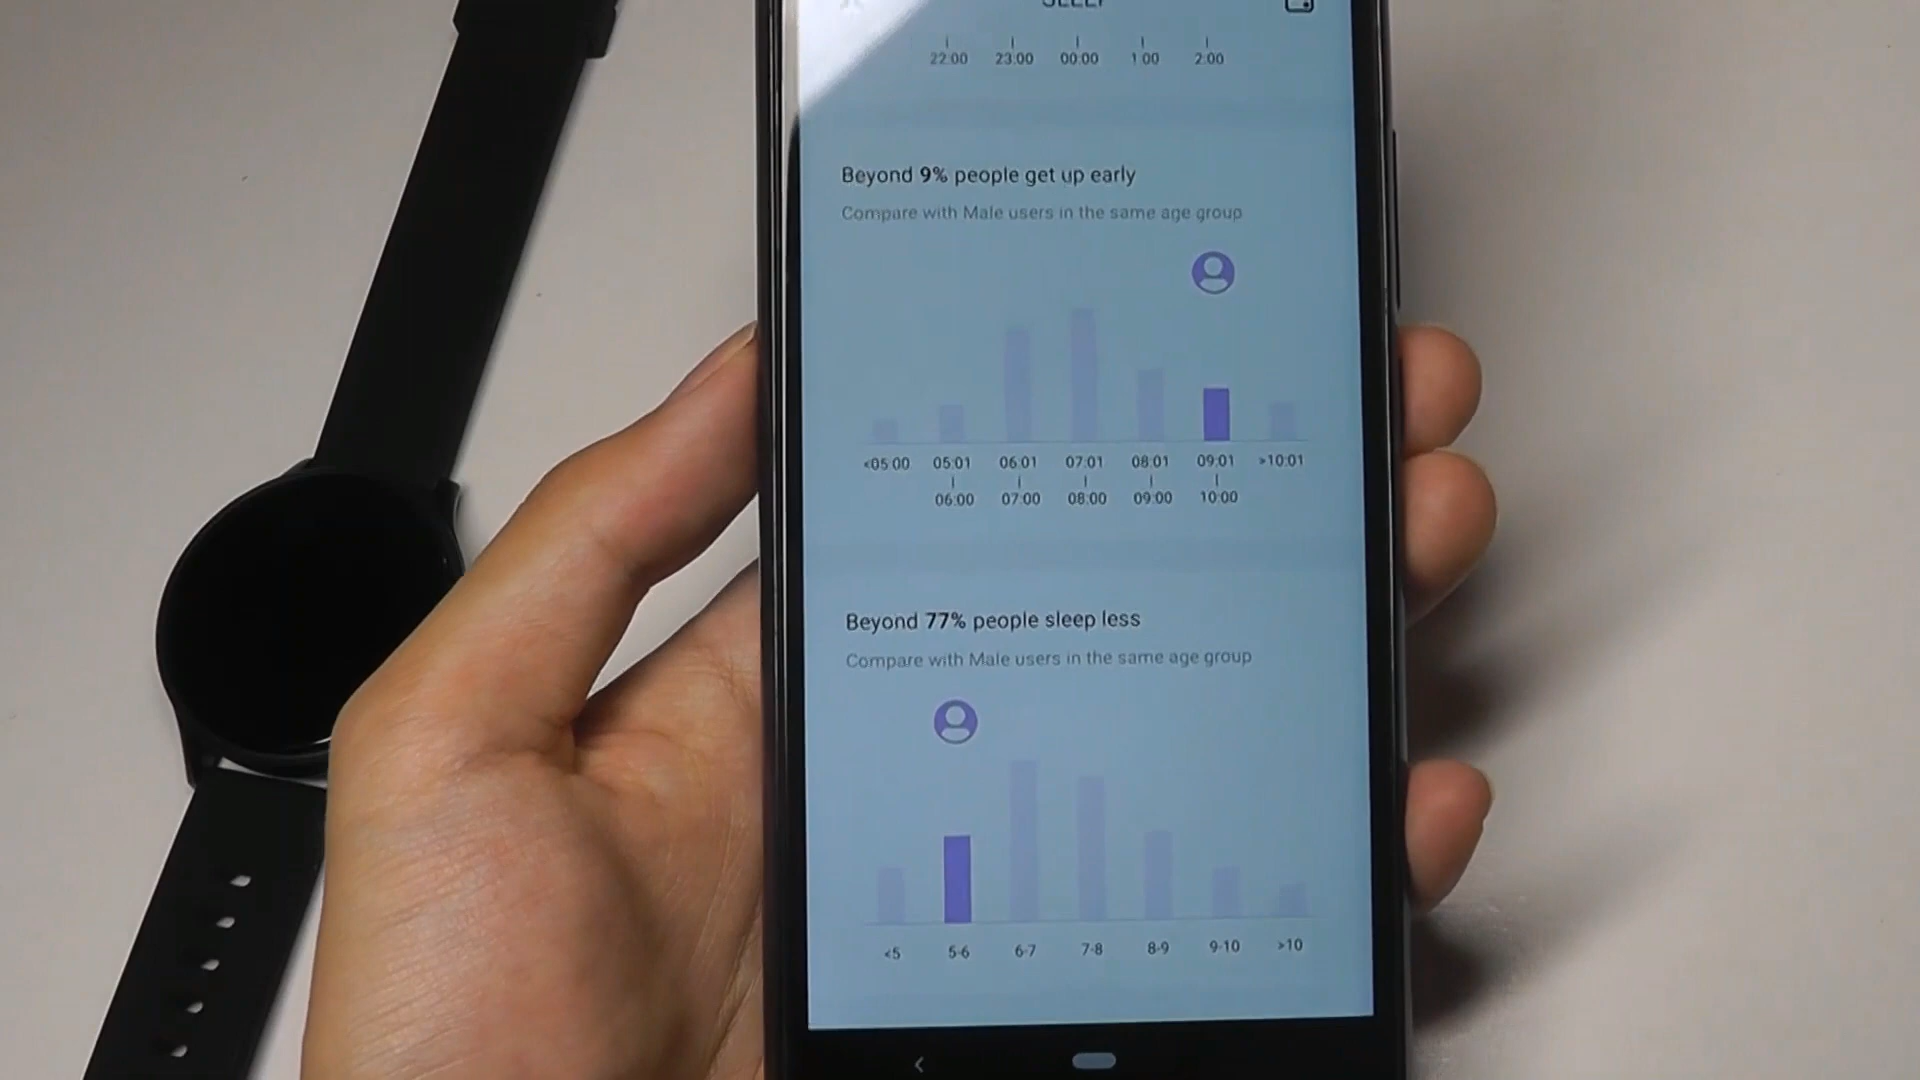 SLEEP
22:00 23:00 00:00 1:00 2:00
Beyond 9% people get up early
Compare with Male users in the same age group
<05:00 05:01 06:01 07:01 08:01 09:01 >10:01
06:00 07:00 08:00 09:00 10:00
Beyond 77% people sleep less
Compare with Male users in the same age group
<5 5-6 6-7 7-8 8-9 9-10 >10